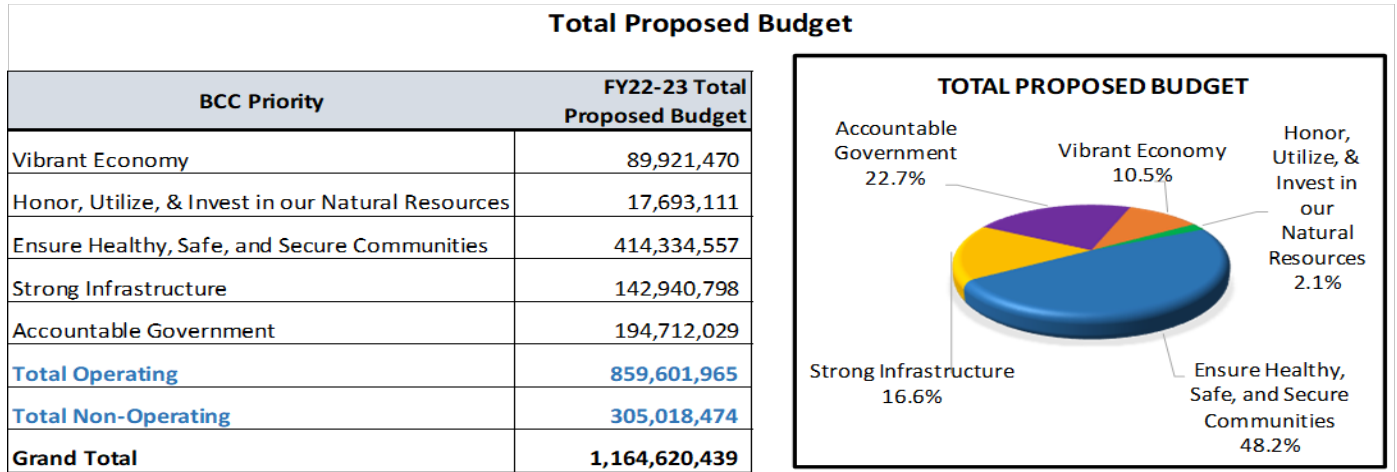 Total Proposed Budget
BCC Priority
FY22-23 Total
Proposed Budget
Vibrant Economy 89,921,470
Honor, Utilize, & Invest in our Natural Resources 17,693,111
Ensure Healthy, Safe, and Secure Communities 414,334,557
Strong Infrastructure 142,940,798
Accountable Government 194,712,029
Total Operating 859,601,965
Total Non-Operating 305,018,474
Grand Total 1,164,620,439
TOTAL PROPOSED BUDGET
Accountable
Government
22.7%
Vibrant Economy
10.5%
Honor,
Utilize, &
Invest in
our
Natural
Resources
2.1%
Strong Infrastructure
16.6%
Ensure Healthy,
Safe, and Secure
Communities
48.2%